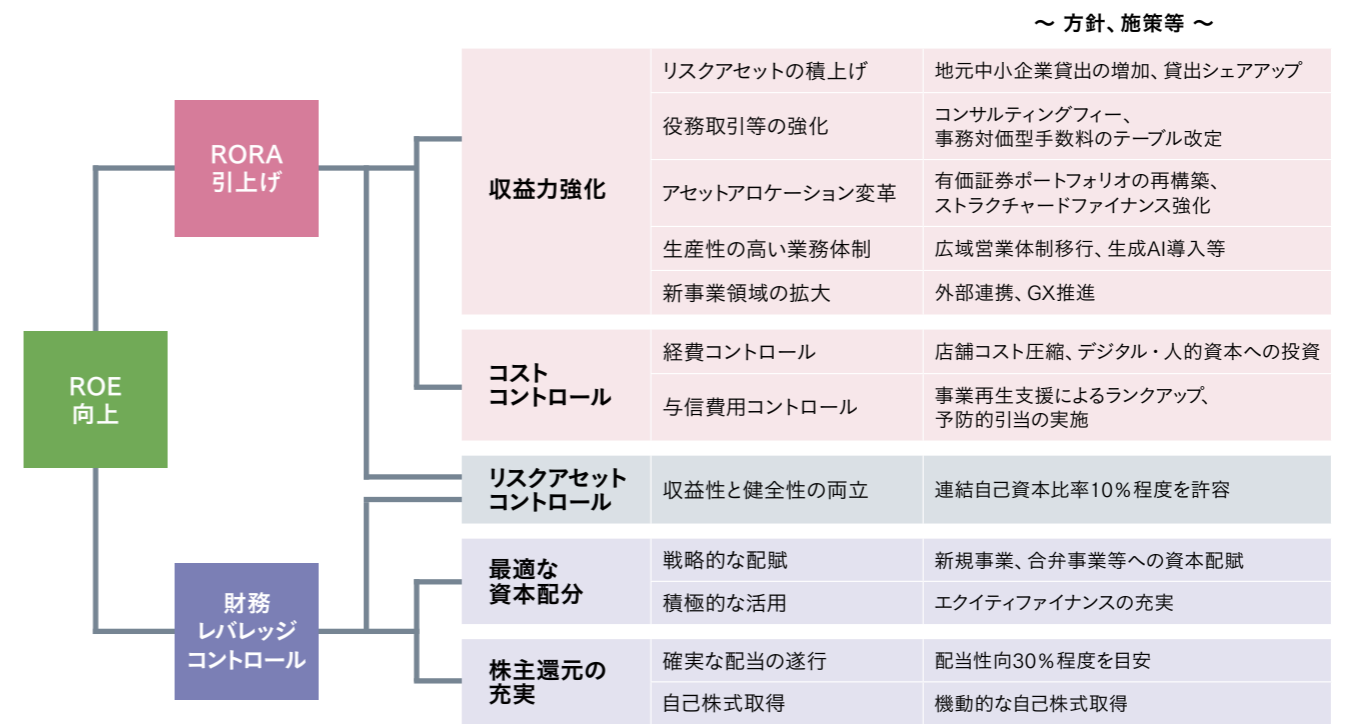 ～ 方針、施策等 ～
ROE
向上
RORA
引上げ
財務
レバレッジ
コントロール
収益力強化
リスクアセットの積上げ
地元中小企業貸出の増加、貸出シェアアップ
役務取引等の強化
コンサルティングフィー、
事務対価型手数料のテーブル改定
アセットアロケーション変革
有価証券ポートフォリオの再構築、
ストラクチャードファイナンス強化
生産性の高い業務体制
広域営業体制移行、生成AI導入等
新事業領域の拡大
外部連携、GX推進
コスト
コントロール
経費コントロール
店舗コスト圧縮、デジタル・人的資本への投資
与信費用コントロール
事業再生支援によるランクアップ、
予防的引当の実施
リスクアセット
コントロール
収益性と健全性の両立
連結自己資本比率10％程度を許容
最適な
資本配分
戦略的な配賦
新規事業、合弁事業等への資本配賦
積極的な活用
エクイティファイナンスの充実
株主還元の
充実
確実な配当の遂行
配当性向30％程度を目安
自己株式取得
機動的な自己株式取得